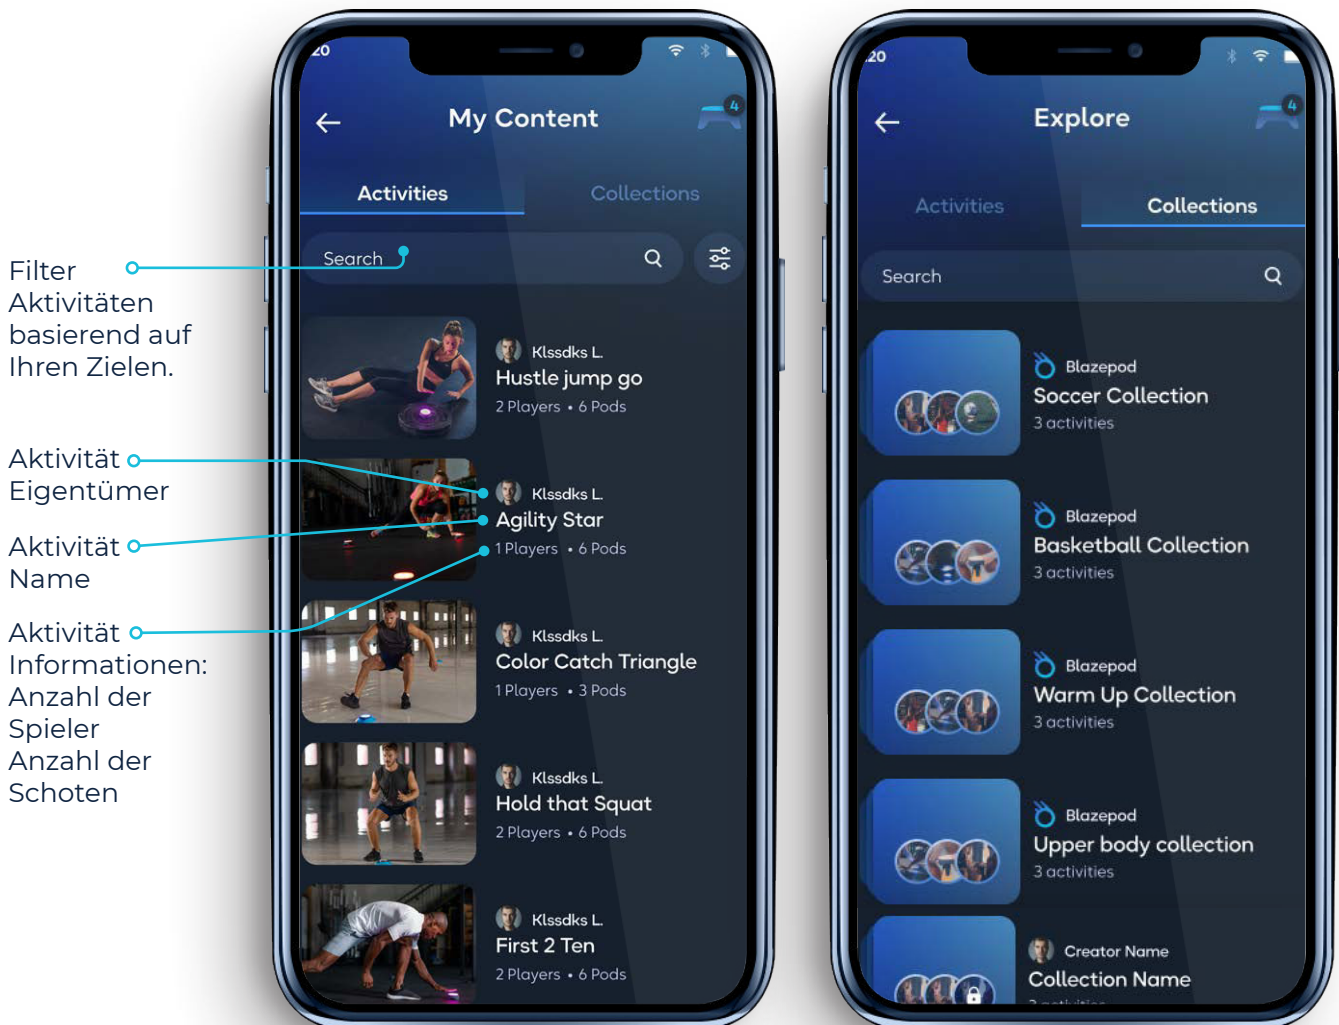 Filter
Aktivitäten
basierend auf
Ihren Zielen.
Aktivität
Eigentümer
Aktivität
Name
Aktivität
Informationen:
Anzahl der
Spieler
Anzahl der
Schoten
20
4
My Content
Activities
Collections
Search
Klssdks L.
Hustle jump go
2 Players • 6 Pods
Klssdks L.
Agility Star
1 Players • 6 Pods
Klssdks L.
Color Catch Triangle
1 Players • 3 Pods
Klssdks L.
Hold that Squat
2 Players • 6 Pods
Klssdks L.
First 2 Ten
2 Players • 6 Pods
:20
4
Explore
Activities
Collections
Search
Blazepod
Soccer Collection
3 activities
Blazepod
Basketball Collection
3 activities
Blazepod
Warm Up Collection
3 activities
Blazepod
Upper body collection
3 activities
Creator Name
Collection Name
3 activities